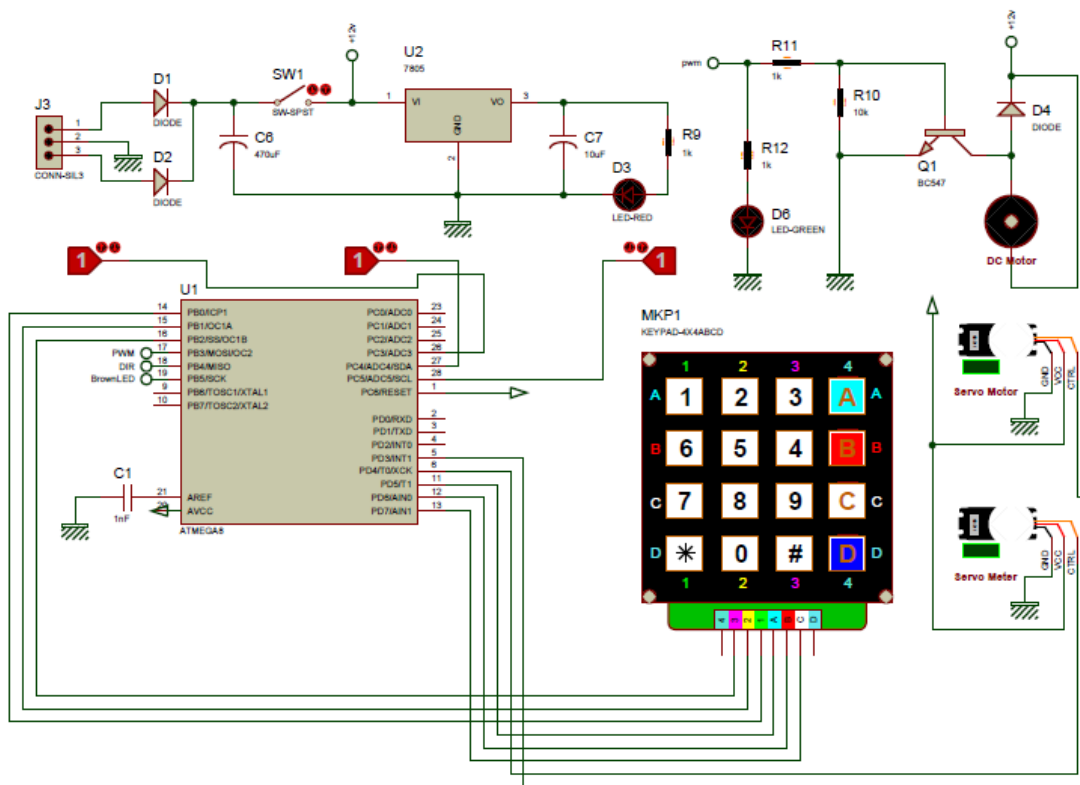 J3
1
2
3
CONN-SIL3
D1
DIODE
D2
DIODE
C6
470uF
SW1
SW-SPST
+12v
U2
7805
1
VI
VO
3
GND
2
C7
10uF
R9
1k
D3
LED-RED
pwm
R11
1k
R10
10k
R12
1k
D6
LED-GREEN
Q1
BC547
+12v
D4
DIODE
DC Motor
1
1
1
U1
14 PB0/ICP1
15 PB1/OC1A
16 PB2/SS/OC1B
PWM 17 PB3/MOSI/OC2
DIR 18 PB4/MISO
BrownLED 19 PB5/SCK
9 PB6/TOSC1/XTAL1
10 PB7/TOSC2/XTAL2
21 AREF
20 AVCC
PC0/ADC0 23
PC1/ADC1 24
PC2/ADC2 25
PC3/ADC3 26
PC4/ADC4/SDA 27
PC5/ADC5/SCL 28
PC6/RESET 1
PD0/RXD 2
PD1/TXD 3
PD2/INT0 4
PD3/INT1 5
PD4/T0/XCK 6
PD5/T1 11
PD6/AIN0 12
PD7/AIN1 13
ATMEGA8
C1
1nF
MKP1
KEYPAD-4X4ABCD
1 2 3 4
A 1 2 3 A A
B 6 5 4 B B
C 7 8 9 C C
D ✳ 0 # D D
1 2 3 4
4 3 2 1 A B C D
Servo Motor
GND
VCC
CTRL
Servo Meter
GND
VCC
CTRL